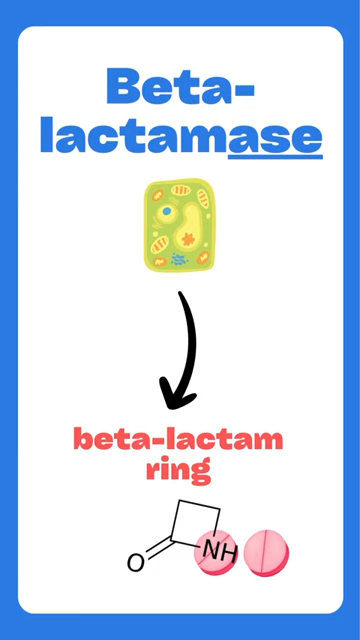 Beta-
lactamase
beta-lactam
ring
O
NH